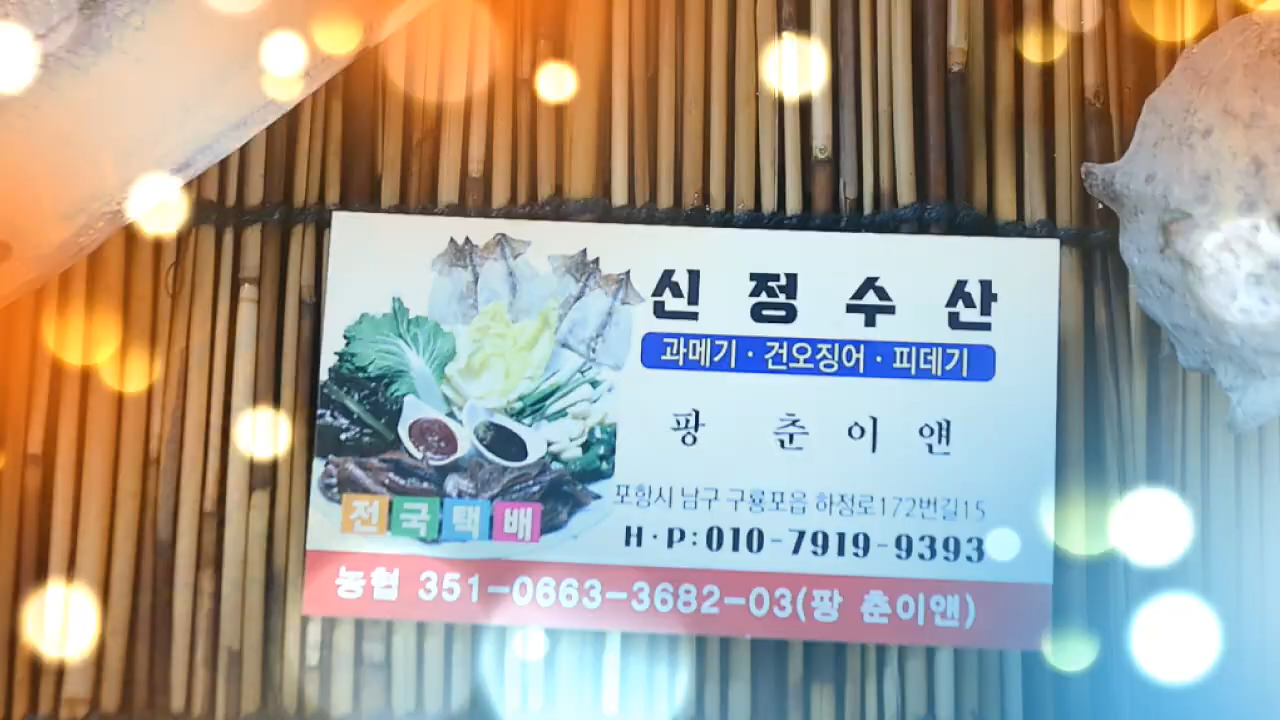 신정수산
과메기 · 건오징어 · 피데기
팡 춘이앤
포항시 남구 구룡포읍 하정로172번길15
H·P:010-7919-9393
전국택배
농협 351-0663-3682-03(팡 춘이앤)